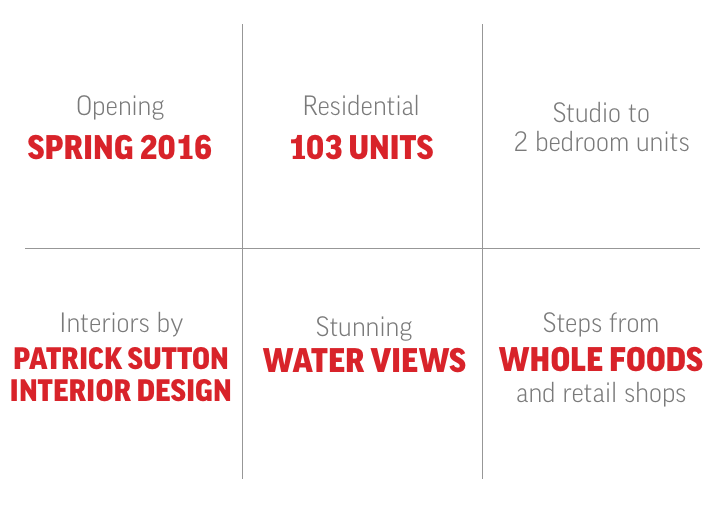 Opening
SPRING 2016
Residential
103 UNITS
Studio to
2 bedroom units
Interiors by
PATRICK SUTTON
INTERIOR DESIGN
Stunning
WATER VIEWS
Steps from
WHOLE FOODS
and retail shops